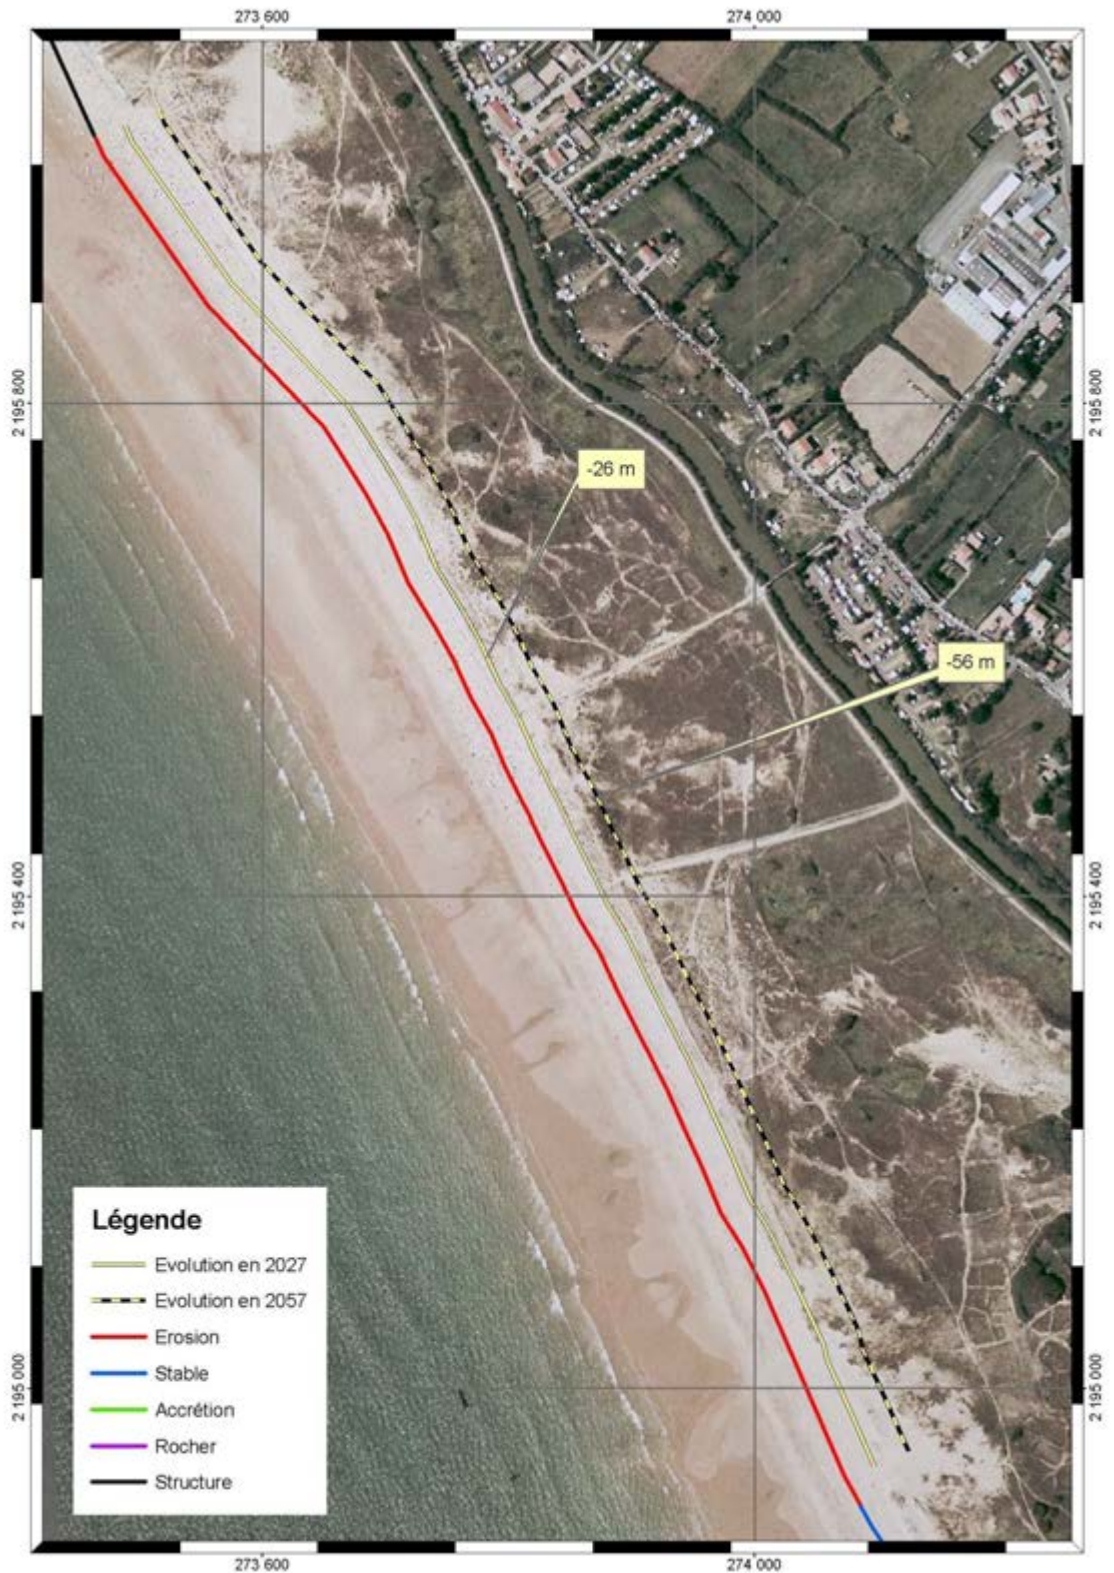 273 600
274 000
2 195 800
2 195 800
-26 m
-56 m
2 195 400
2 195 400
Légende
Evolution en 2027
Evolution en 2057
Erosion
Stable
Accrétion
Rocher
Structure
2 195 000
2 195 000
273 600
274 000